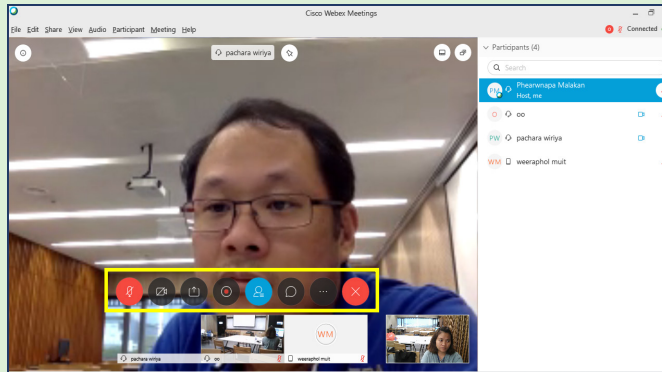 Cisco Webex Meetings
File Edit Share View Audio Participant Meeting Help
Connected
pachara wiriya
Participants (4)
Search
PM Phearwnapa Malakan
Host, me
O oo
PW pachara wiriya
WM weeraphol muit
WM
pachara wiriya
oo
weeraphol muit